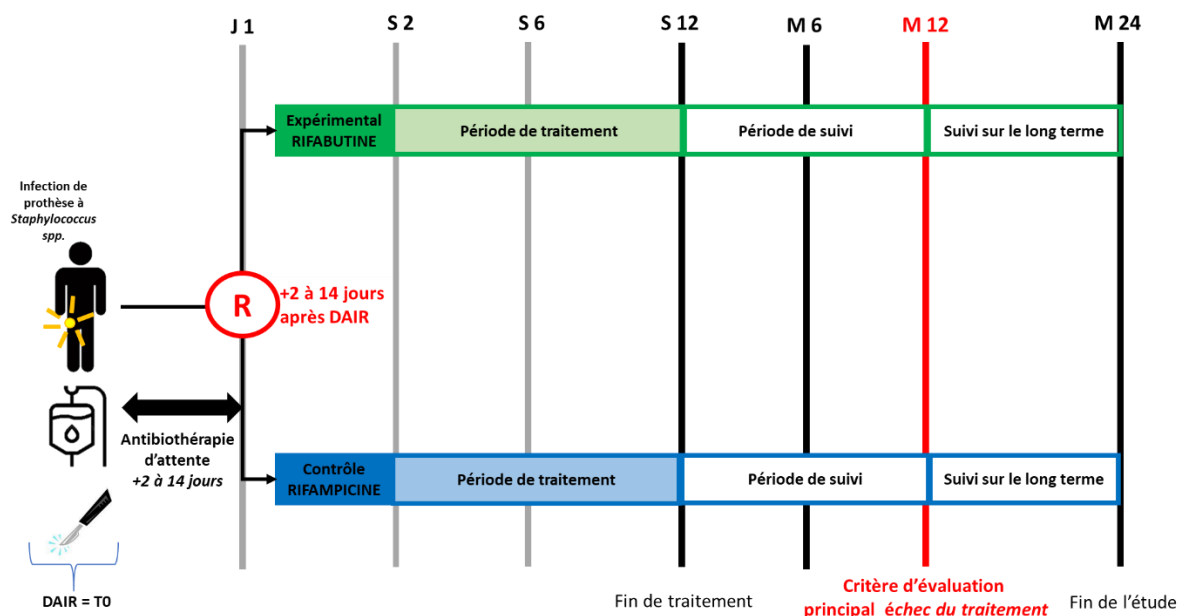 J 1
S 2
S 6
S 12
M 6
M 12
M 24
Expérimental
RIFABUTINE
Période de traitement
Période de suivi
Suivi sur le long terme
Infection de
prothèse à
Staphylococcus
spp.
R
+2 à 14 jours
après DAIR
Antibiothérapie
d'attente
+2 à 14 jours
Contrôle
RIFAMPICINE
Période de traitement
Période de suivi
Suivi sur le long terme
DAIR = T0
Fin de traitement
Critère d'évaluation
principal échec du traitement
Fin de l'étude